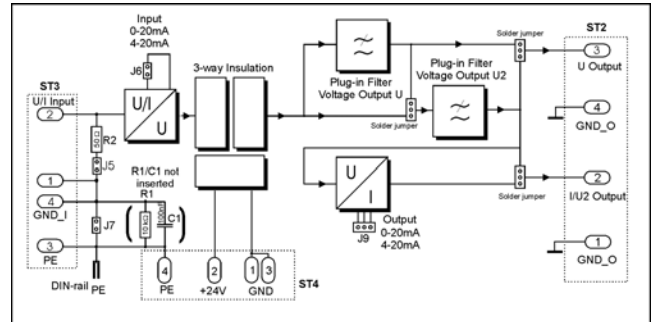 Input
0-20mA
4-20mA
J6
3-way Insulation
Plug-in Filter
Voltage Output U
Solder jumper
Plug-in Filter
Voltage Output U2
Solder jumper
ST2
3
U Output
4
GND_O
2
I/U2 Output
1
GND_O
ST3
U/I Input
2
U/I
U
R2
50Ω
J5
1
4
GND_I
J7
3
PE
DIN-rail
PE
R1/C1 not
inserted
R1
C1
100nF
4
PE
2
+24V
1
3
GND
ST4
U
I
J9
Output
0-20mA
4-20mA
Solder jumper